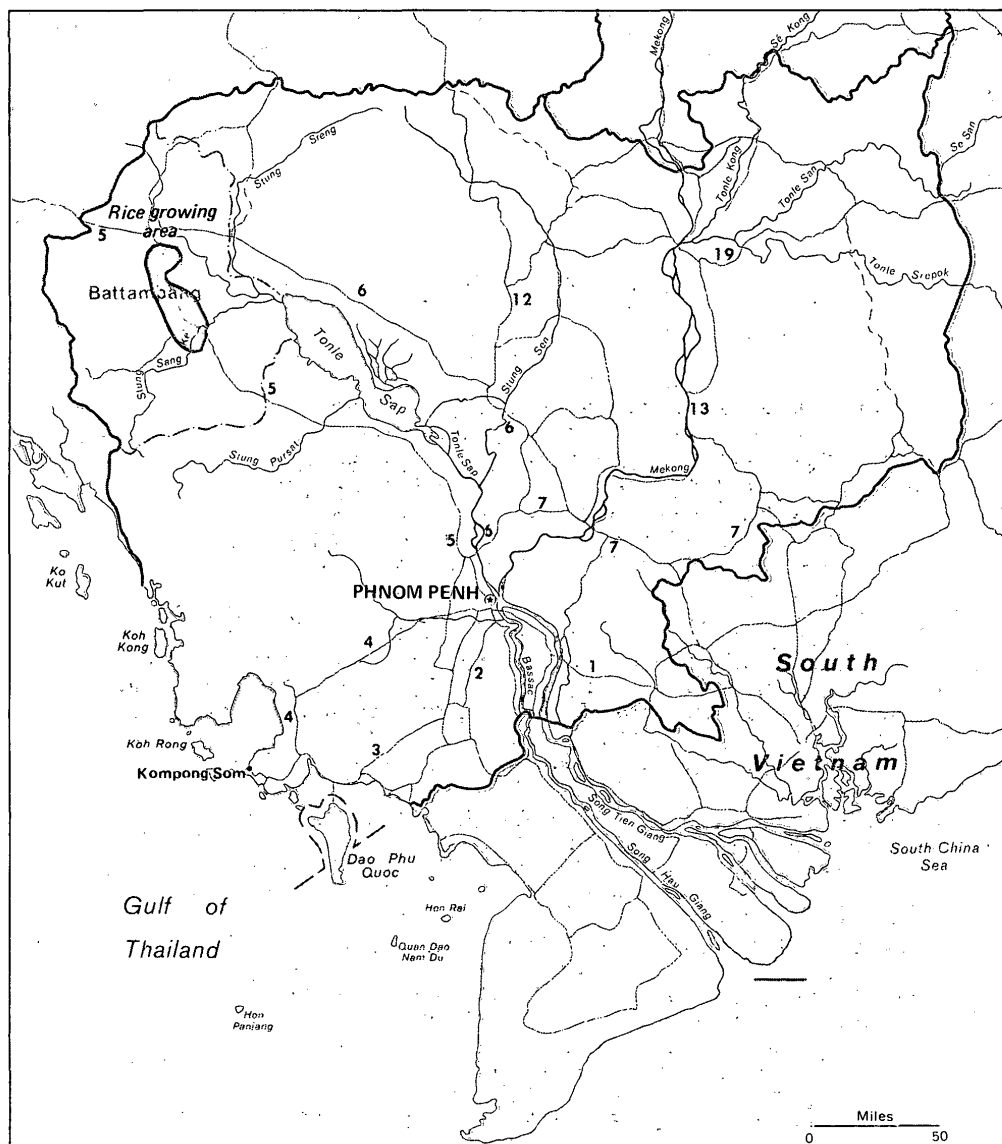 Mekong
Sé Kong
Stung Sreng
Tonle Kong
Tonle San
Se San
Rice growing
area
5
19
Tonle Srepok
Battambang
6
12
Tonle
Sap
Stung Sen
Stung Sang Ke
5
13
Stung Pursat
Tonle Sap
6
Mekong
7
5
6
7
7
Ko
Kut
PHNOM PENH
Koh
Kong
4
2
Bassac
1
South
4
3
Koh Rong
Kompong Som
Vietnam
Song Tien Giang
Dao Phu
Quoc
Song Hau Giang
South China
Sea
Gulf of
Thailand
Hon Rai
Quan Dao
Nam Du
Hon
Panjang
Miles
0 50